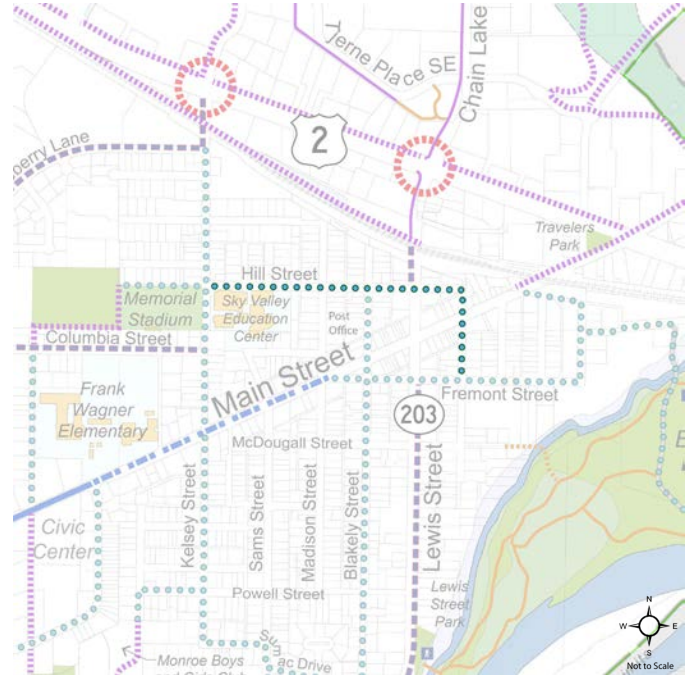 Terne Place SE
Chain Lake
2
berry Lane
Travelers
Park
Hill Street
Memorial
Stadium
Sky Valley
Education
Center
Post
Office
Columbia Street
Main Street
Frank
Wagner
Elementary
Fremont Street
203
McDougall Street
Kelsey Street
Sams Street
Madison Street
Blakely Street
Lewis Street
Civic
Center
Powell Street
Lewis
Street
Park
Monroe Boys
N
W
E
S
Not to Scale